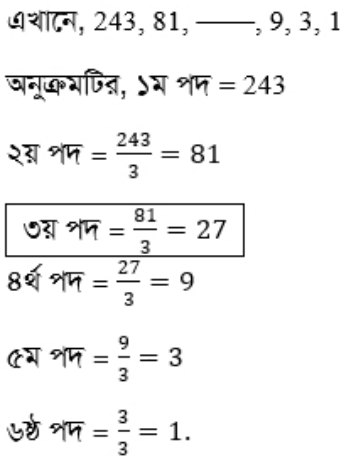 এখানে, 243, 81, ——, 9, 3, 1
অনুক্রমটির, ১ম পদ = 243
২য় পদ = 243/3 = 81
৩য় পদ = 81/3 = 27
৪র্থ পদ = 27/3 = 9
৫ম পদ = 9/3 = 3
৬ষ্ঠ পদ = 3/3 = 1.